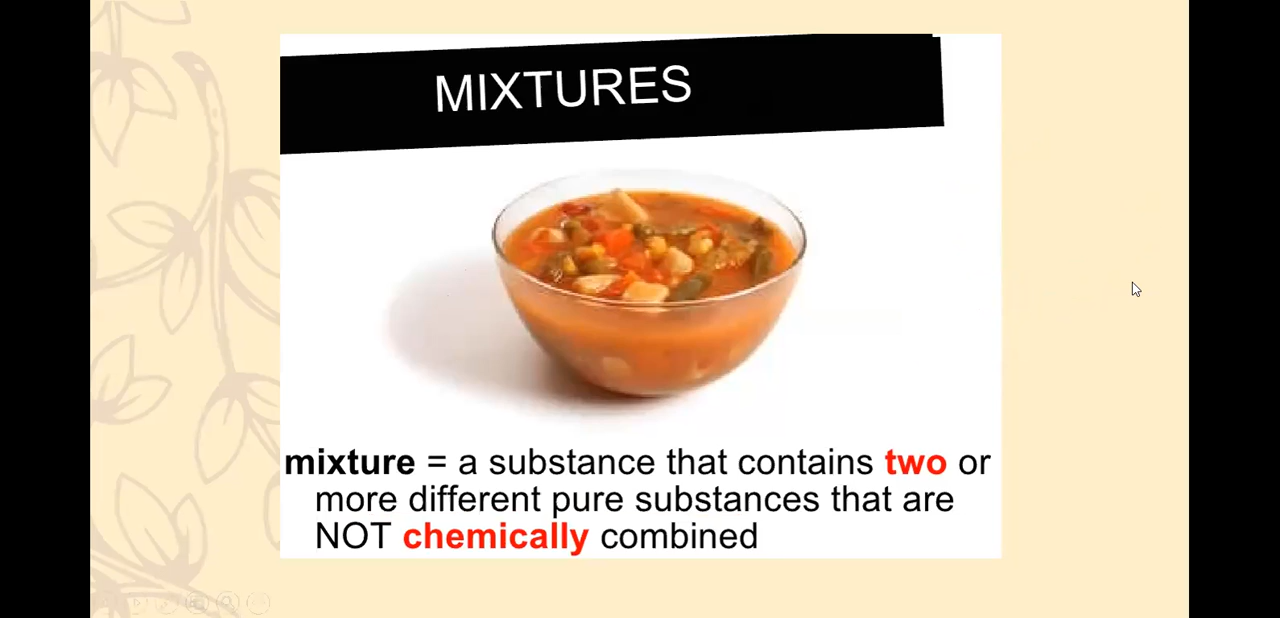 MIXTURES
mixture = a substance that contains two or
more different pure substances that are
NOT chemically combined